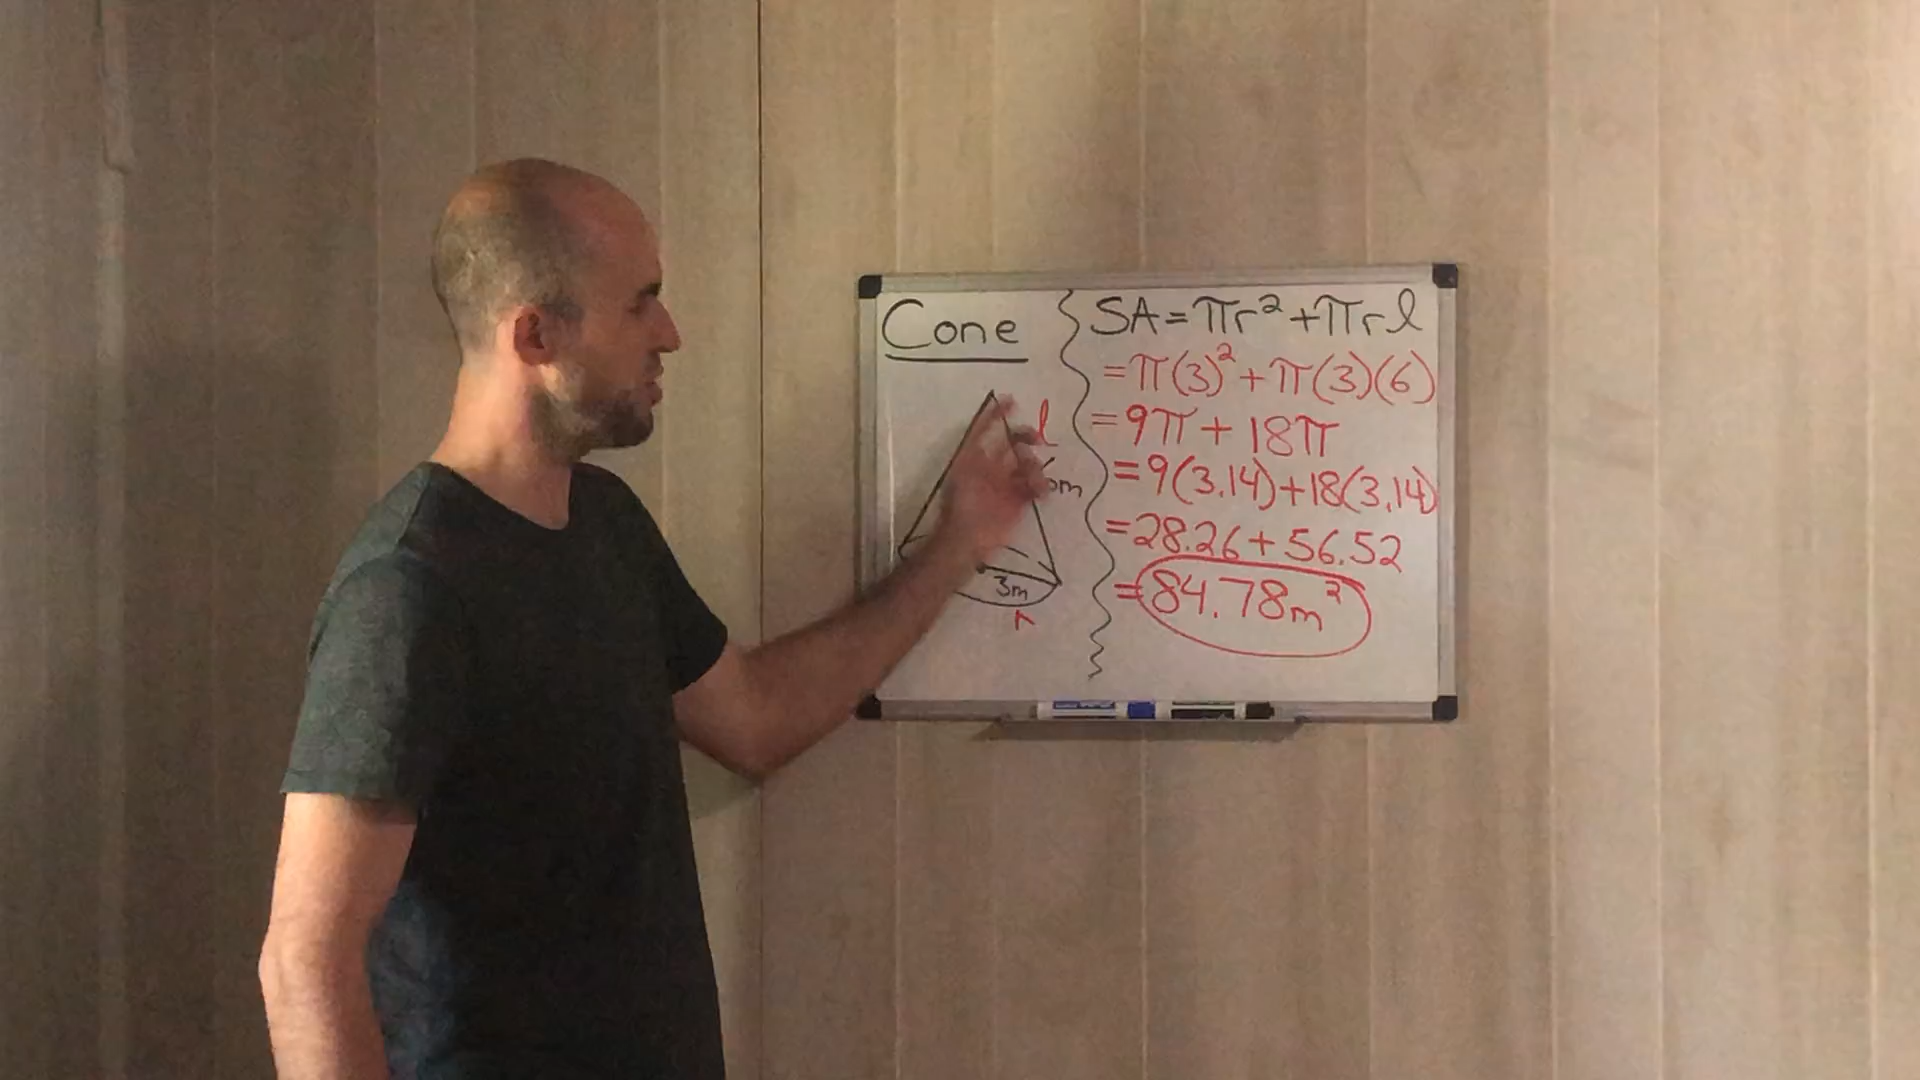 Cone
l
6m
3m
r
SA = πr² + πrl
= π(3)² + π(3)(6)
= 9π + 18π
= 9(3.14) + 18(3.14)
= 28.26 + 56.52
= 84.78m²